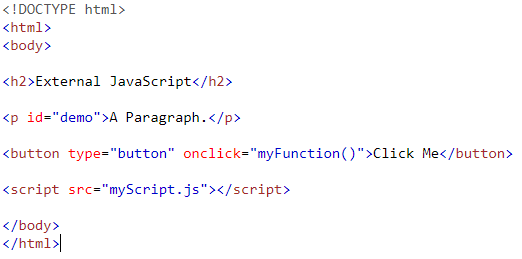 <!DOCTYPE html>
<html>
<body>
<h2>External JavaScript</h2>
<p id="demo">A Paragraph.</p>
<button type="button" onclick="myFunction()">Click Me</button>
<script src="myScript.js"></script>
</body>
</html>